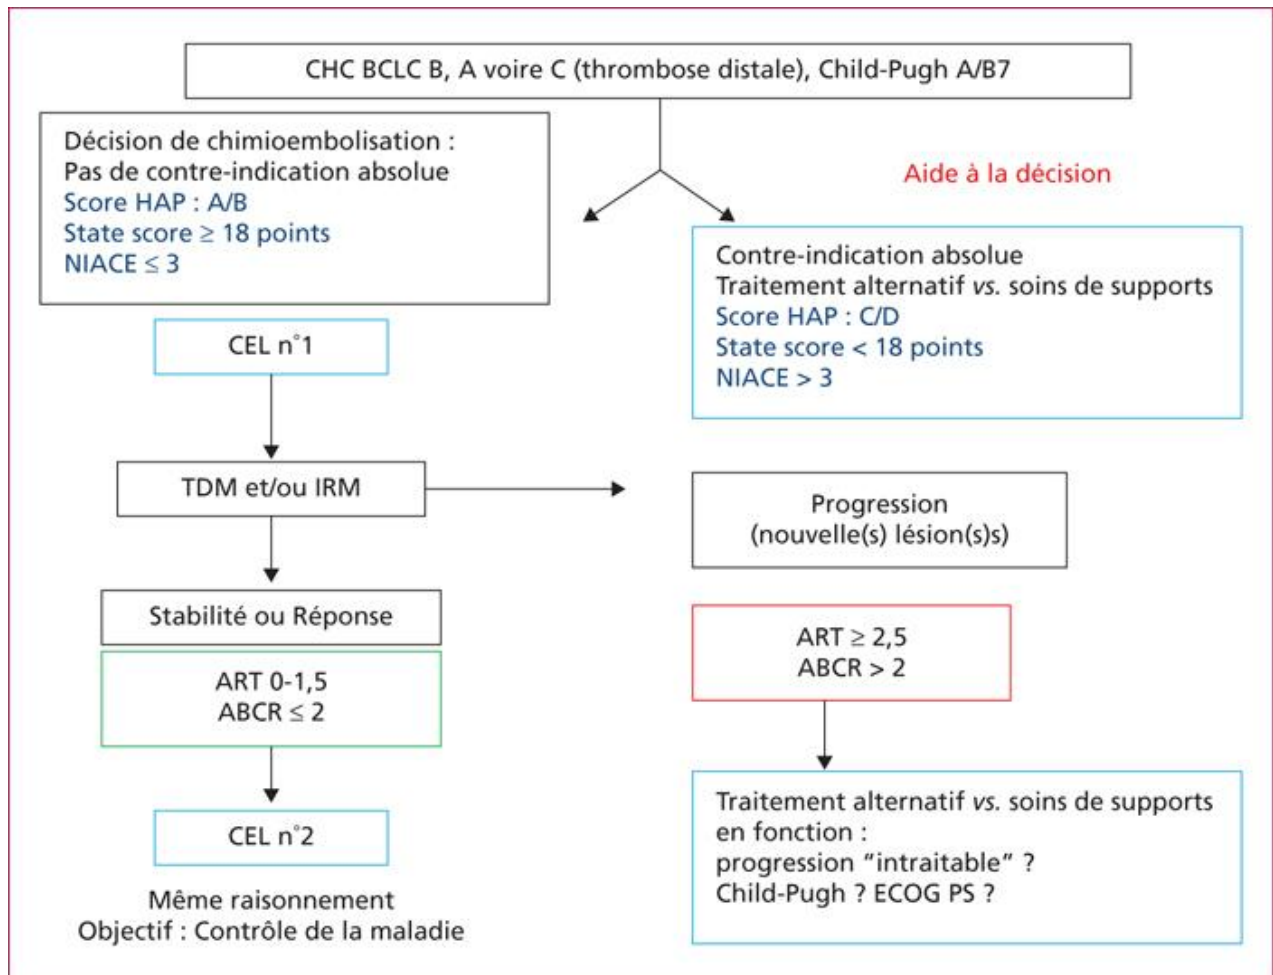 CHC BCLC B, A voire C (thrombose distale), Child-Pugh A/B7
Décision de chimioembolisation :
Pas de contre-indication absolue
Score HAP : A/B
State score ≥ 18 points
NIACE ≤ 3
Aide à la décision
Contre-indication absolue
Traitement alternatif vs. soins de supports
Score HAP : C/D
State score < 18 points
NIACE > 3
CEL n°1
TDM et/ou IRM
Progression
(nouvelle(s) lésion(s)s)
Stabilité ou Réponse
ART 0-1,5
ABCR ≤ 2
ART ≥ 2,5
ABCR > 2
CEL n°2
Même raisonnement
Objectif : Contrôle de la maladie
Traitement alternatif vs. soins de supports
en fonction :
progression “intraitable” ?
Child-Pugh ? ECOG PS ?